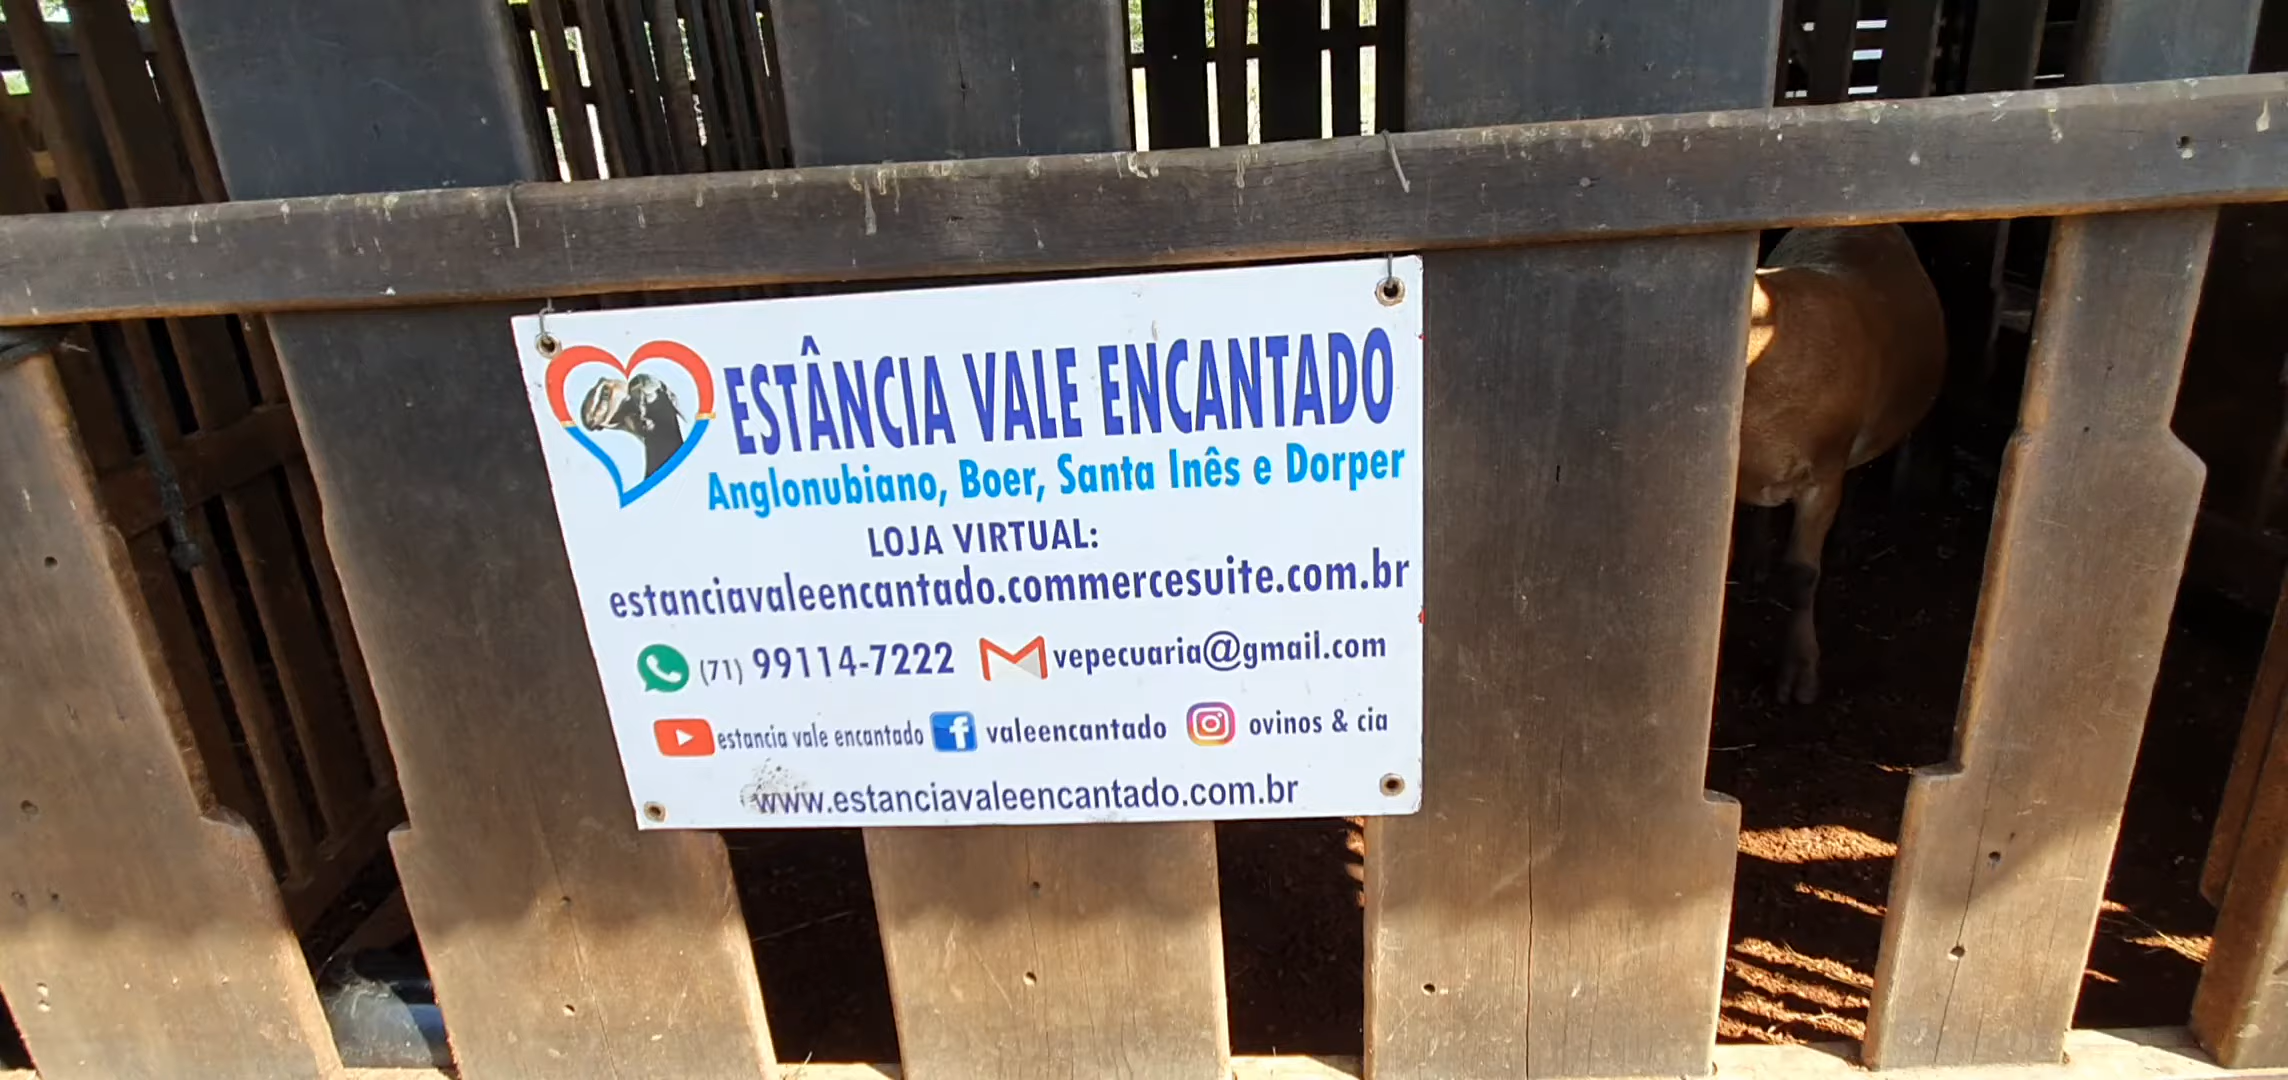 ESTÂNCIA VALE ENCANTADO
Anglonubiano, Boer, Santa Inês e Dorper
LOJA VIRTUAL:
estanciavaleencantado.commercesuite.com.br
(71) 99114-7222 vepecuaria@gmail.com
estancia vale encantado valeencantado ovinos & cia
www.estanciavaleencantado.com.br